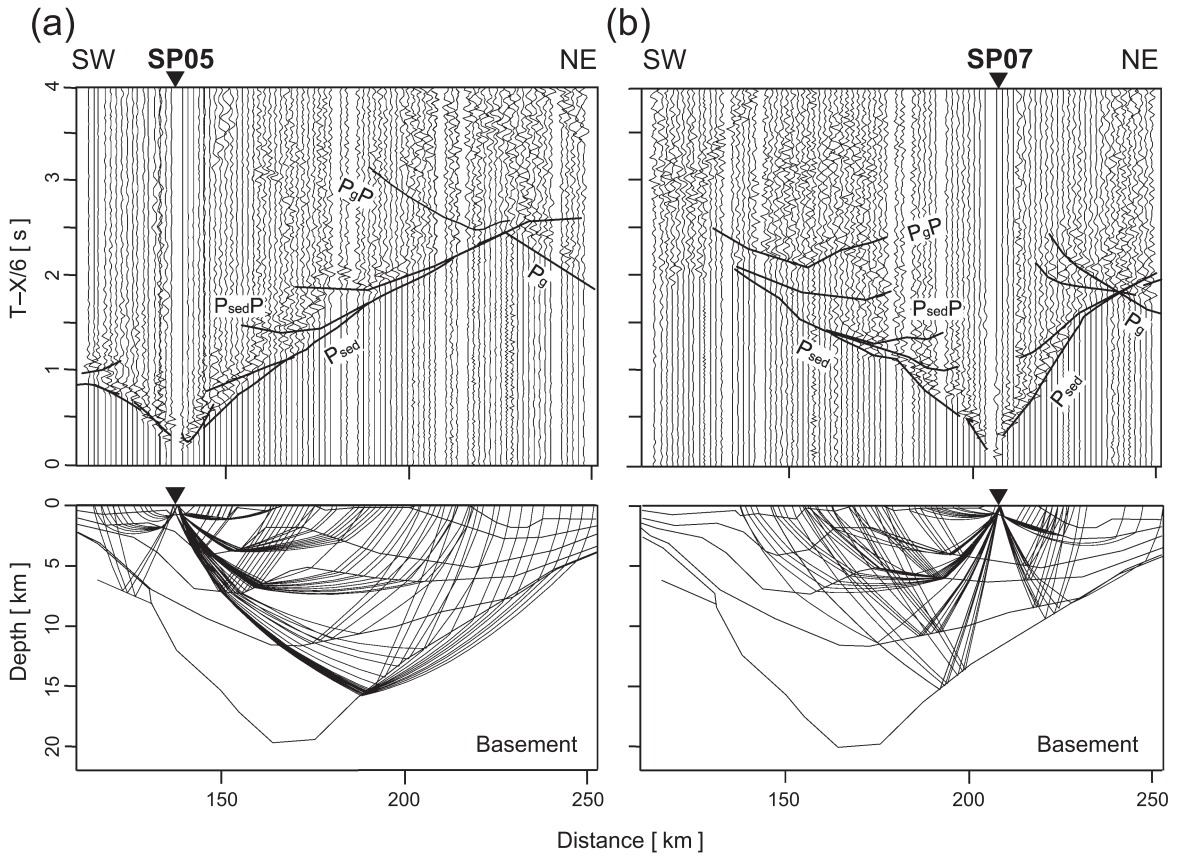 (a)
(b)
SW SP05 NE
SW SP07 NE
T–X/6 [ s ]
4
3
2
1
0
PgP
PsedP
Psed
Pg
PgP
PsedP
Psed
Psed
Pg
Depth [ km ]
0
5
10
15
20
Basement
Basement
150 200 250
150 200 250
Distance [ km ]